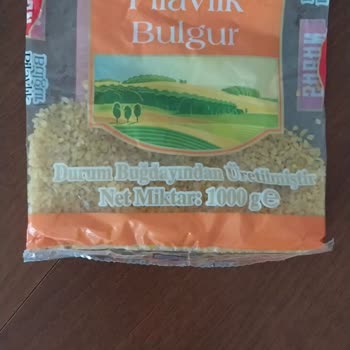 Pilavlık
Bulgur
Durum Buğdayından Üretilmiştir
Net Miktar: 1000 g e